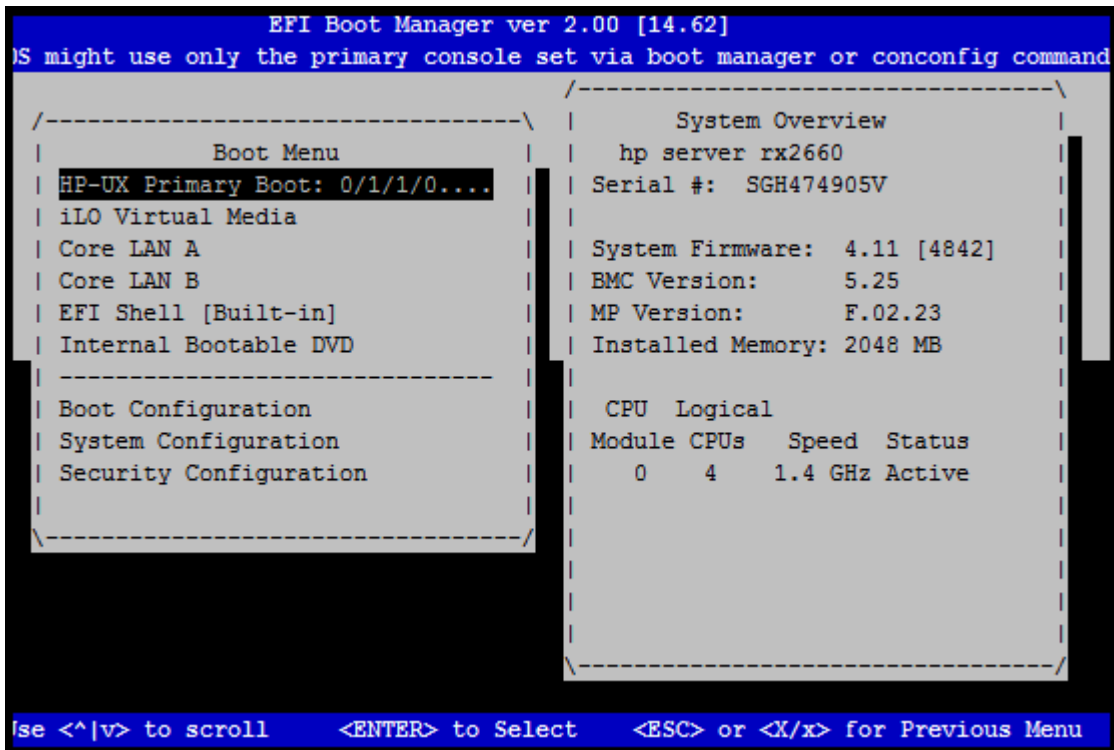 EFI Boot Manager ver 2.00 [14.62]
might use only the primary console set via boot manager or conconfig command
Boot Menu
HP-UX Primary Boot: 0/1/1/0....
iLO Virtual Media
Core LAN A
Core LAN B
EFI Shell [Built-in]
Internal Bootable DVD
Boot Configuration
System Configuration
Security Configuration
System Overview
hp server rx2660
Serial #: SGH474905V
System Firmware: 4.11 [4842]
BMC Version: 5.25
MP Version: F.02.23
Installed Memory: 2048 MB
CPU Logical
Module CPUs Speed Status
0 4 1.4 GHz Active
Use <^|v> to scroll <ENTER> to Select <ESC> or <X/x> for Previous Menu